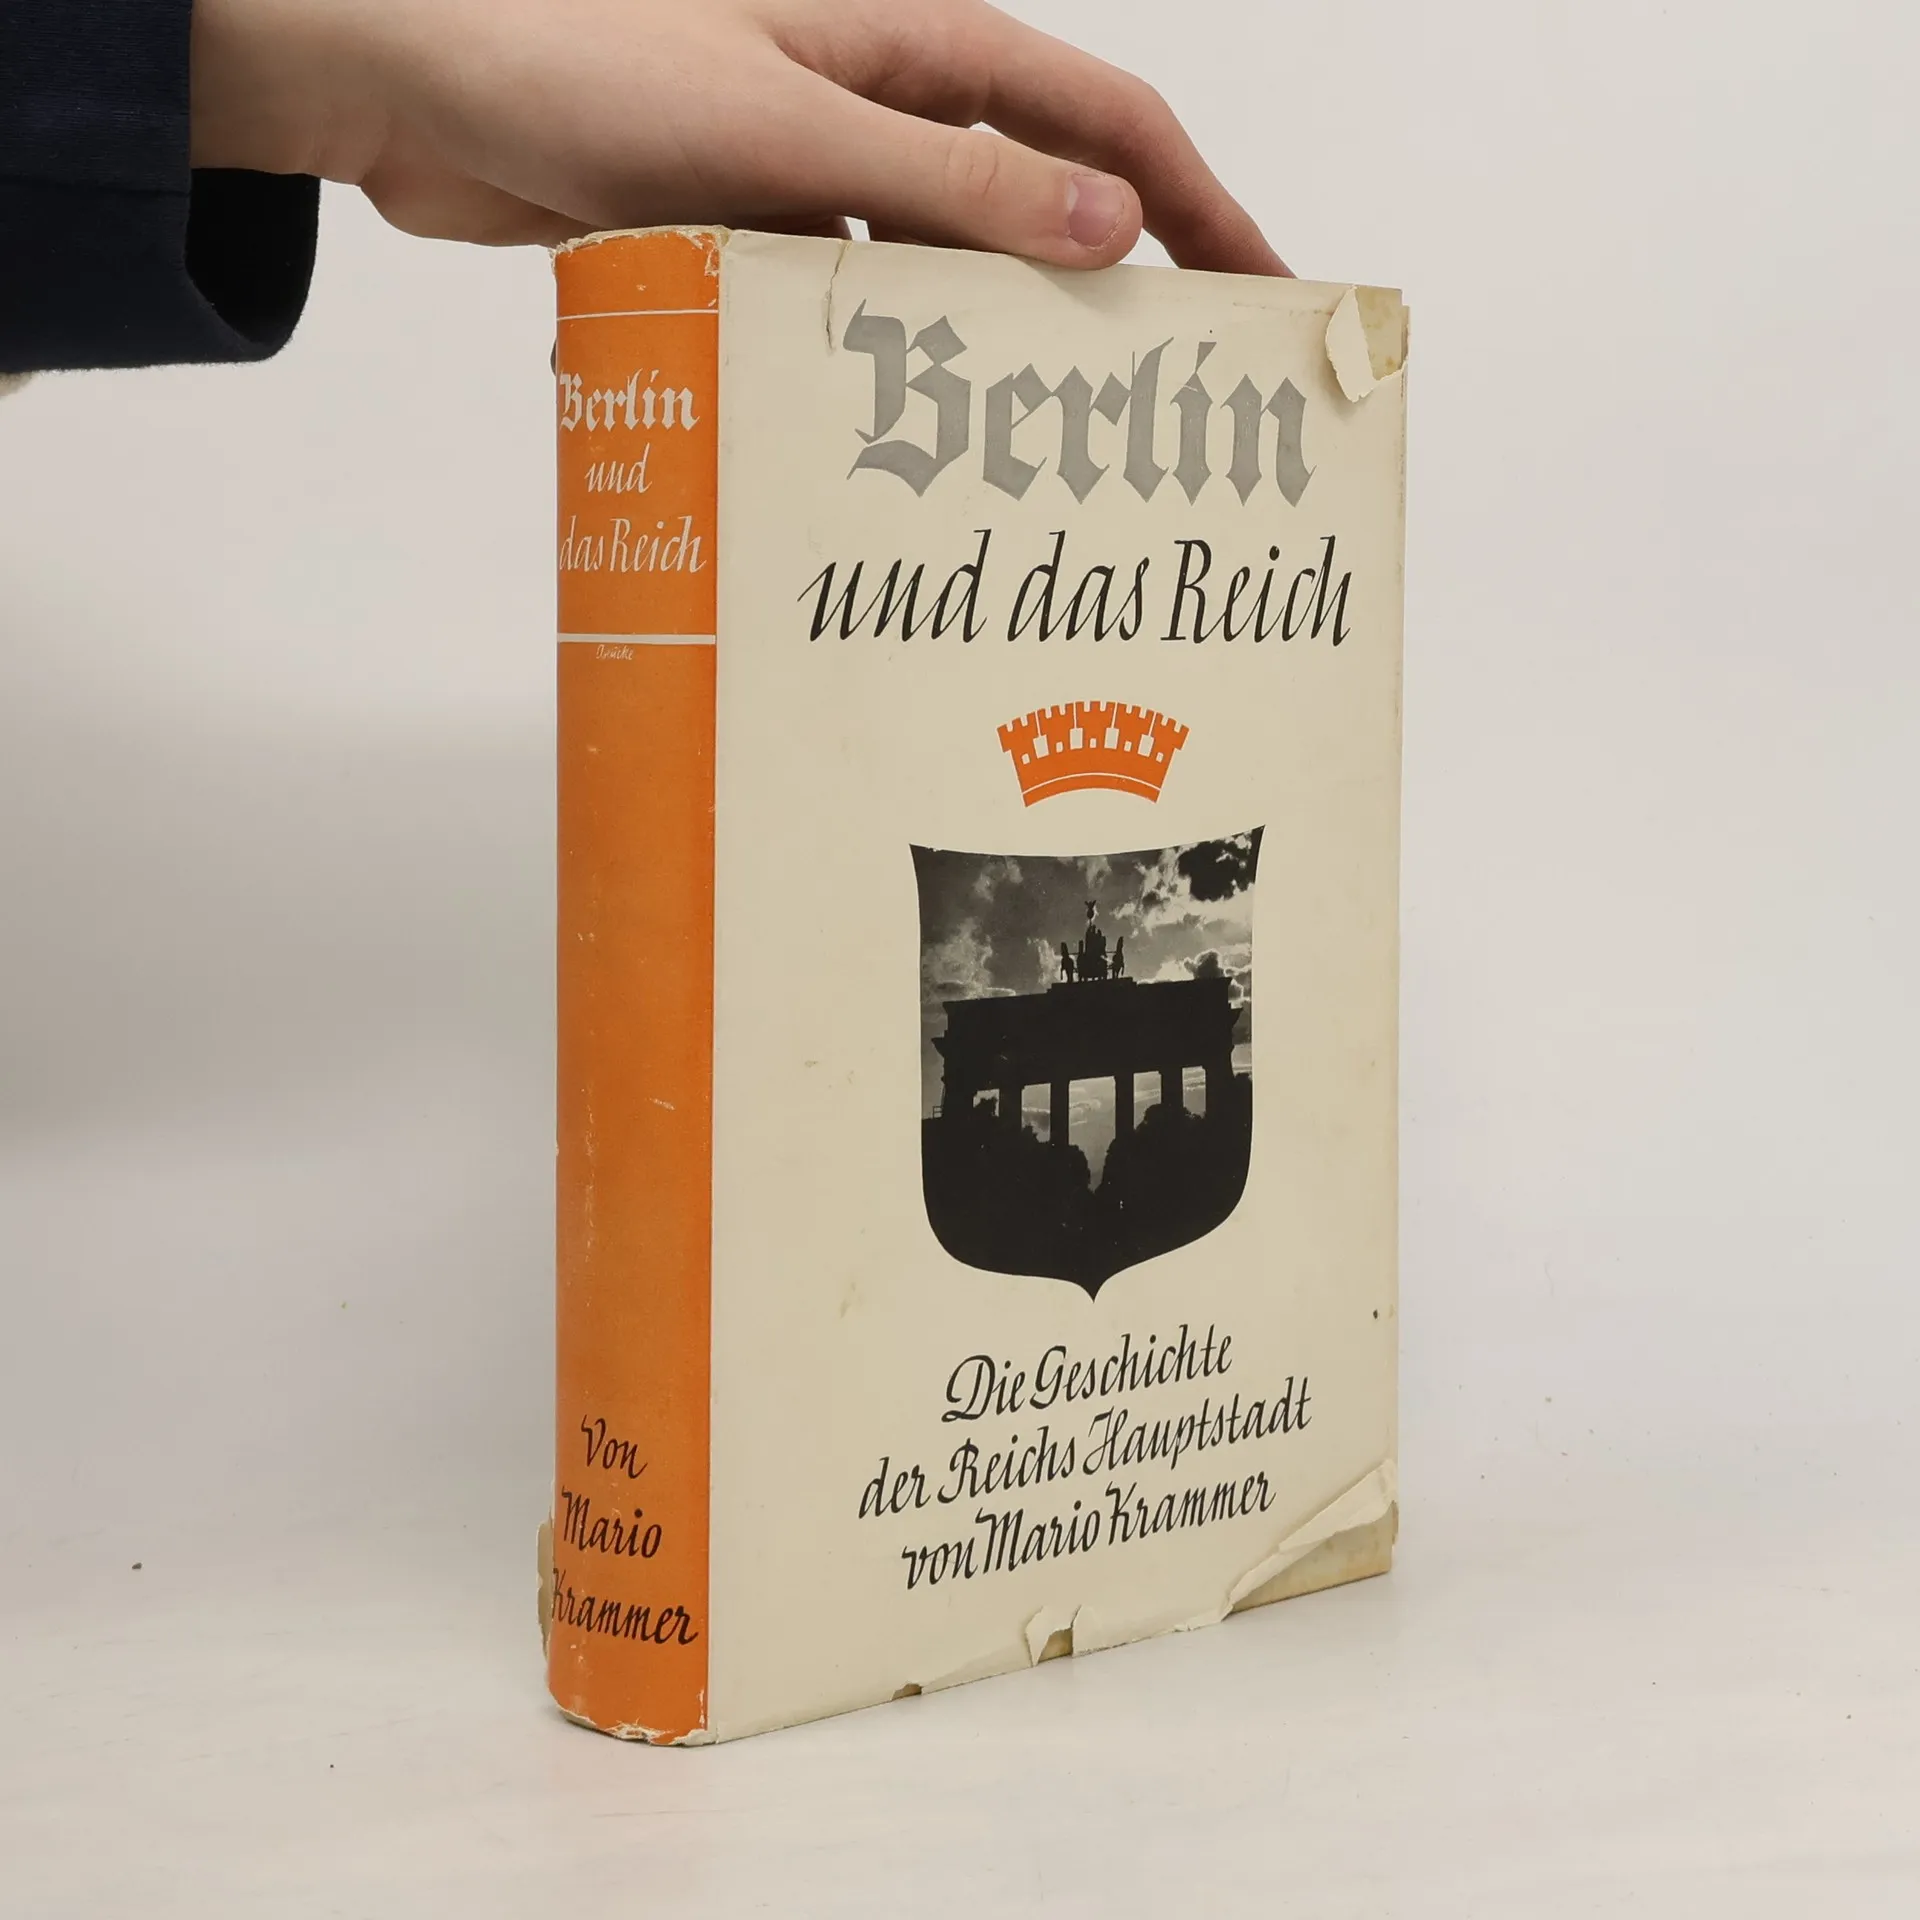 Berlin
und
das Reich
Von
Mario
Krammer
Berlin
und das Reich
Die Geschichte
der Reichs Hauptstadt
von Mario Krammer